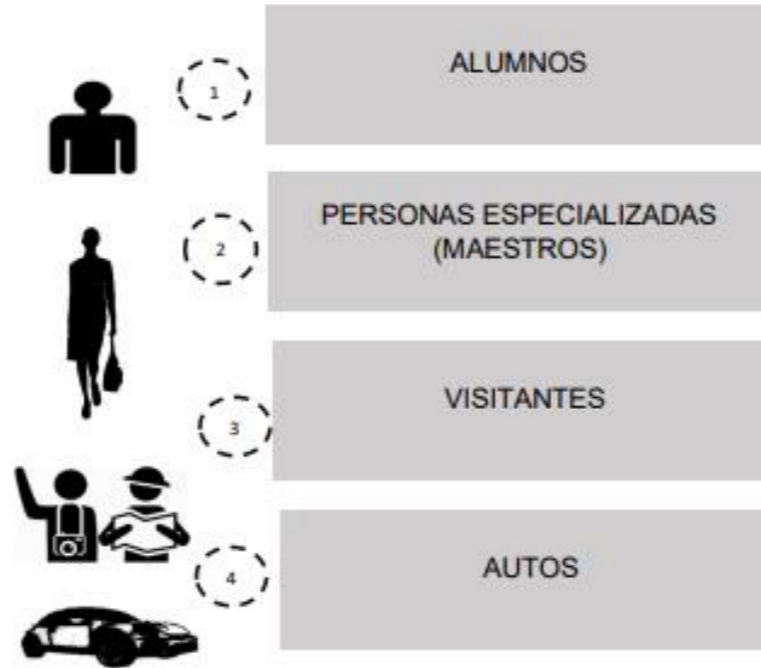 1
ALUMNOS
2
PERSONAS ESPECIALIZADAS
(MAESTROS)
3
VISITANTES
4
AUTOS